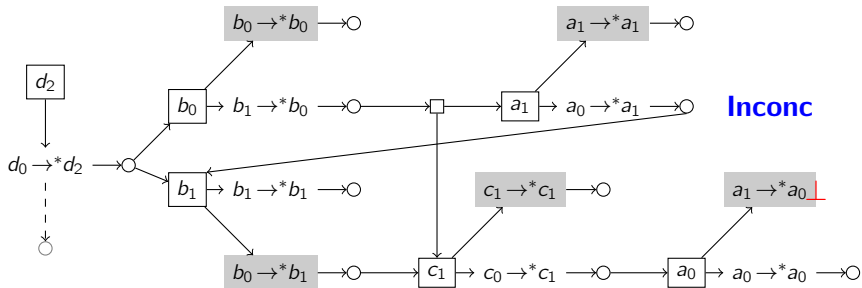 b₀ →* b₀
a₁ →* a₁
d₂
b₀ b₁ →* b₀ a₁ a₀ →* a₁ Inconc
d₀ →* d₂
b₁ b₁ →* b₁ c₁ →* c₁ a₁ →* a₀ ⊥
b₀ →* b₁ c₁ c₀ →* c₁ a₀ a₀ →* a₀